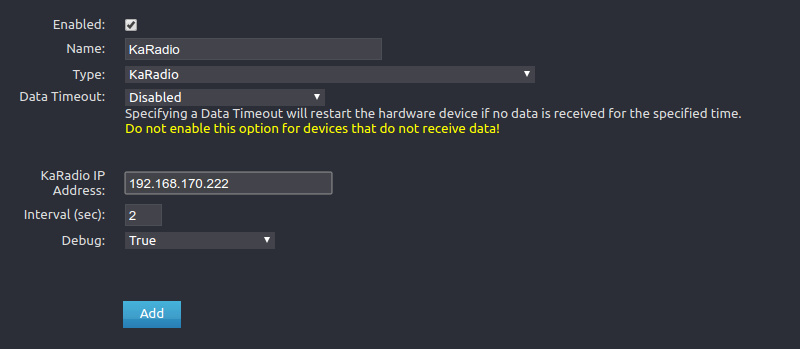 Enabled:
Name: KaRadio
Type: KaRadio
Data Timeout: Disabled
Specifying a Data Timeout will restart the hardware device if no data is received for the specified time.
Do not enable this option for devices that do not receive data!
KaRadio IP
Address: 192.168.170.222
Interval (sec): 2
Debug: True
Add